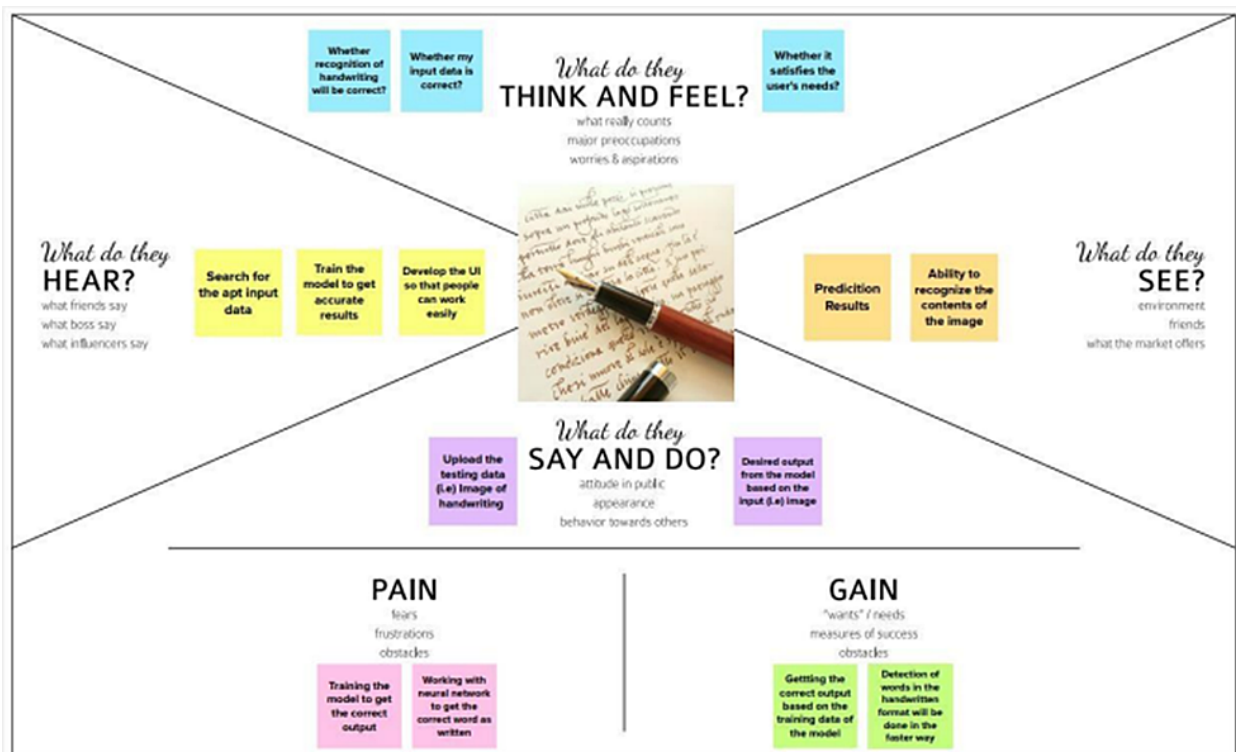 Whether
recognition of
handwriting
will be correct?
Whether my
input data is
correct?
What do they
THINK AND FEEL?
what really counts
major preoccupations
worries & aspirations
Whether it
satisfies the
user's needs?
What do they
HEAR?
what friends say
what boss say
what influencers say
Search for
the apt input
data
Train the
model to get
accurate
results
Develop the UI
so that people
can work
easily
Predicition
Results
Ability to
recognize the
contents of
the image
What do they
SEE?
environment
friends
what the market offers
Upload the
testing data
(i.e) Image of
handwriting
What do they
SAY AND DO?
attitude in public
appearance
behavior towards others
Desired output
from the model
based on the
input (i.e) image
PAIN
fears
frustrations
obstacles
Training the
model to get
the correct
output
Working with
neural network
to get the
correct word as
written
GAIN
"wants" / needs
measures of success
obstacles
Gettting the
correct output
based on the
training data of
the model
Detection of
words in the
handwritten
format will be
done in the
faster way